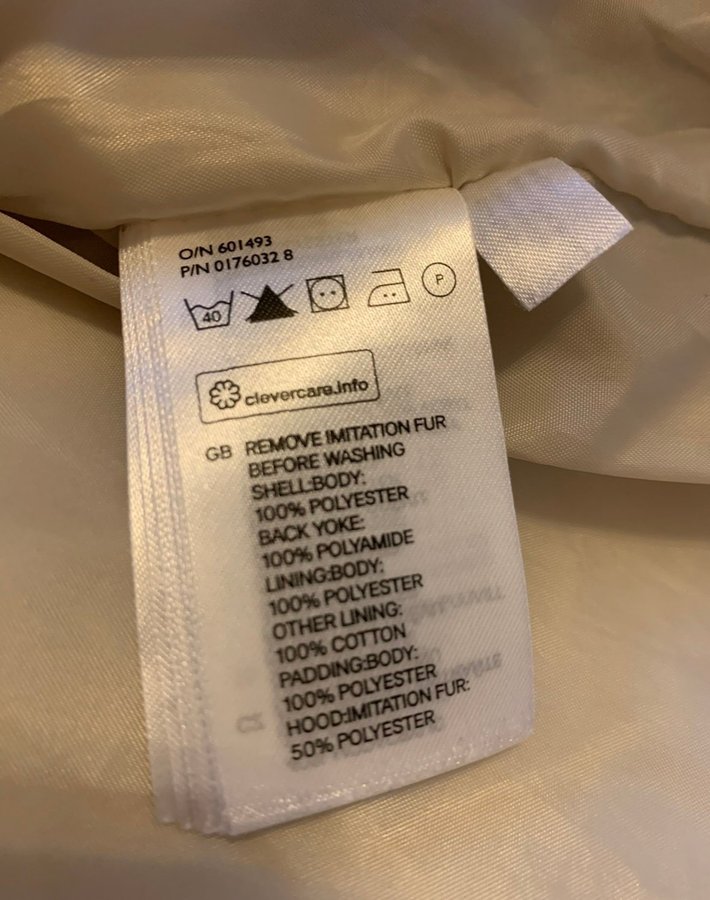 O/N 601493
P/N 0176032 8
40
P
clevercare.info
GB REMOVE IMITATION FUR
BEFORE WASHING
SHELL:BODY:
100% POLYESTER
BACK YOKE:
100% POLYAMIDE
LINING:BODY:
100% POLYESTER
OTHER LINING:
100% COTTON
PADDING:BODY:
100% POLYESTER
HOOD:IMITATION FUR:
50% POLYESTER